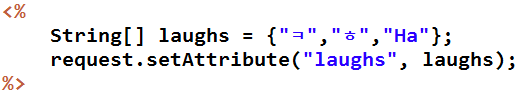 <%
String[] laughs = {"ㅋ","ㅎ","Ha"};
request.setAttribute("laughs", laughs);
%>